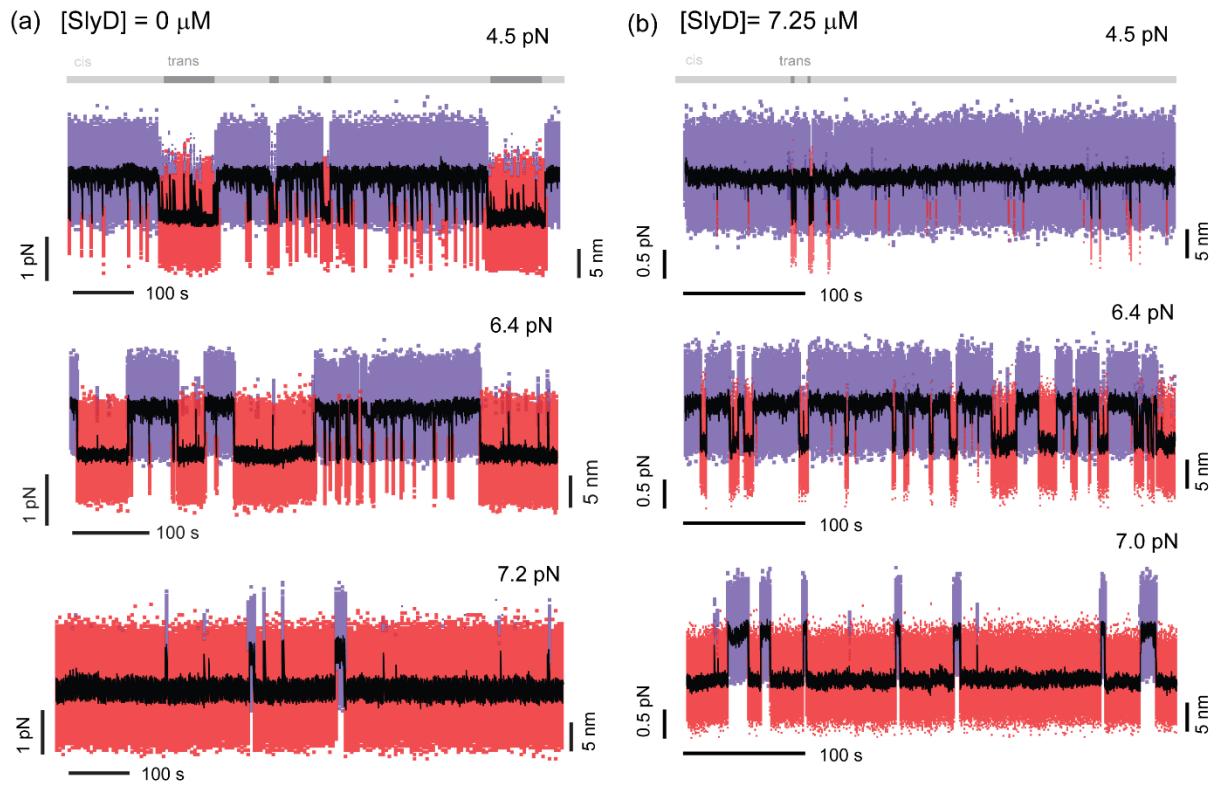 (a) [SlyD] = 0 μM
4.5 pN
cis trans
1 pN
5 nm
100 s
6.4 pN
1 pN
5 nm
100 s
7.2 pN
1 pN
5 nm
100 s
(b) [SlyD]= 7.25 μM
4.5 pN
cis trans
0.5 pN
5 nm
100 s
6.4 pN
0.5 pN
5 nm
100 s
7.0 pN
0.5 pN
5 nm
100 s